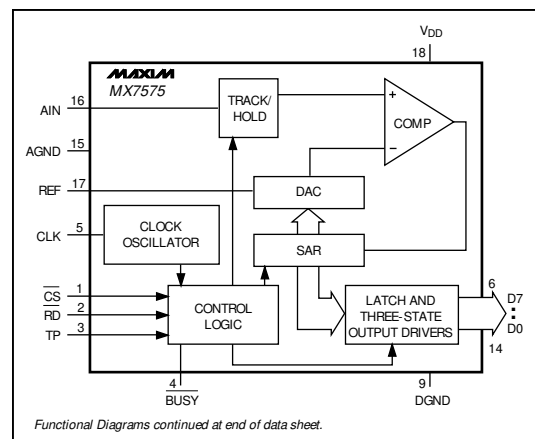 VDD
18
MAXIM
MX7575
AIN
16
TRACK/
HOLD
+
COMP
−
AGND
15
REF
17
DAC
CLK
5
CLOCK
OSCILLATOR
SAR
CS
1
RD
2
TP
3
CONTROL
LOGIC
LATCH AND
THREE-STATE
OUTPUT DRIVERS
6
D7
:
D0
14
4
BUSY
9
DGND
Functional Diagrams continued at end of data sheet.